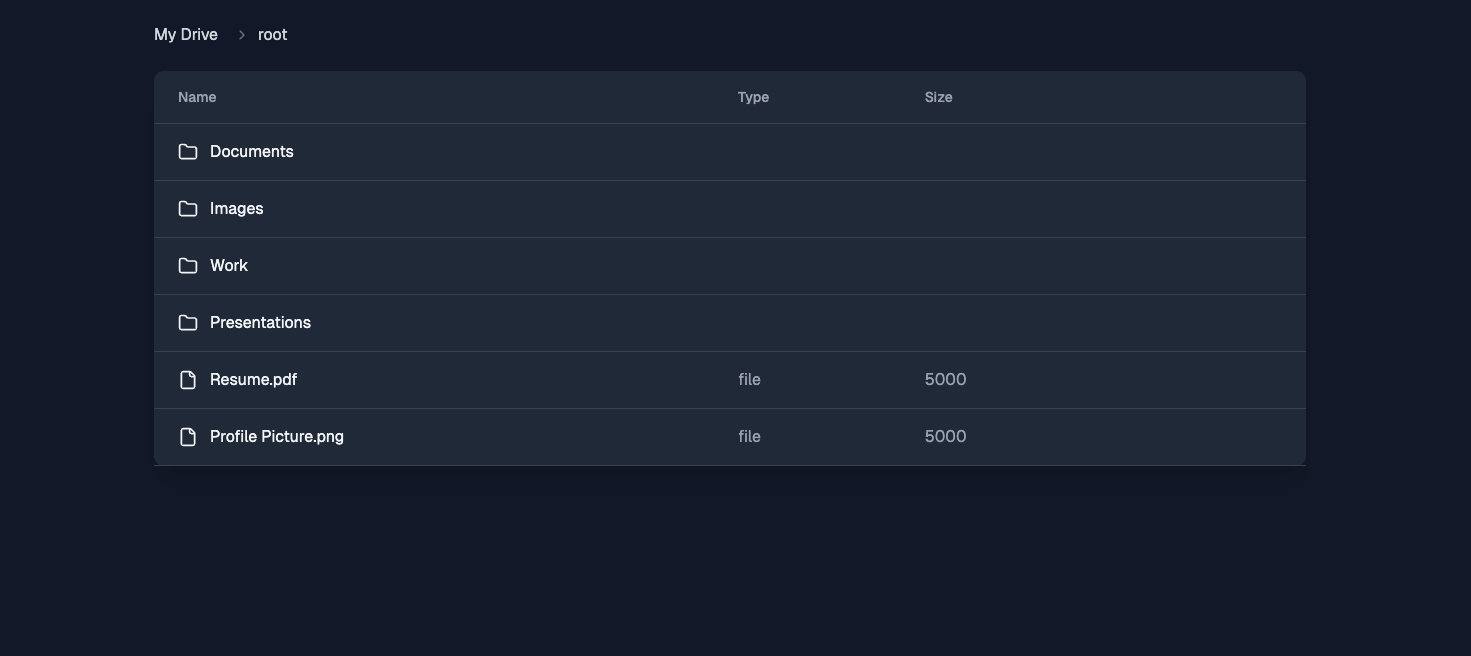 My Drive > root
Name Type Size
Documents
Images
Work
Presentations
Resume.pdf file 5000
Profile Picture.png file 5000